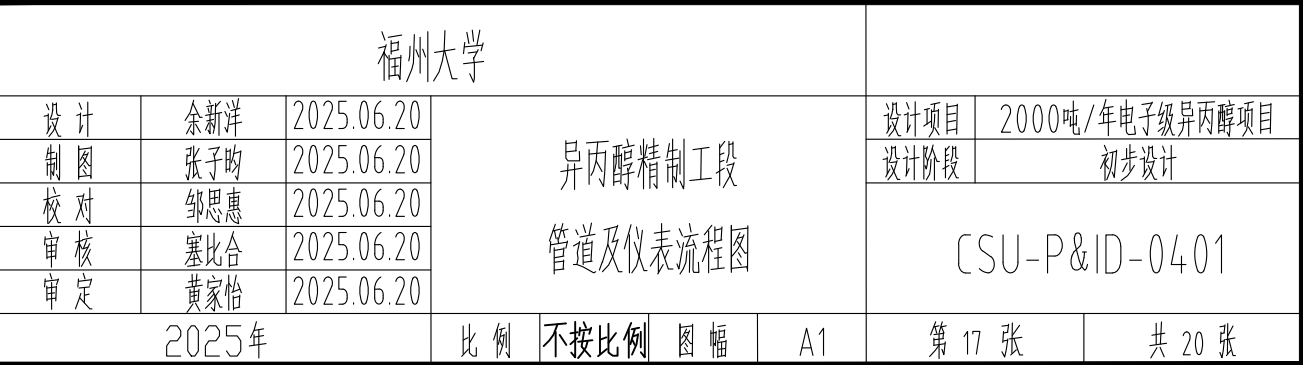 福州大学
设 计 余新洋 2025.06.20
制 图 张子昀 2025.06.20
校 对 邹思惠 2025.06.20
审 核 塞比合 2025.06.20
审 定 黄家怡 2025.06.20
异丙醇精制工段
管道及仪表流程图
设计项目 2000吨/年电子级异丙醇项目
设计阶段 初步设计
CSU-P&ID-0401
2025年 比 例 不按比例 图 幅 A1 第 17 张 共 20 张